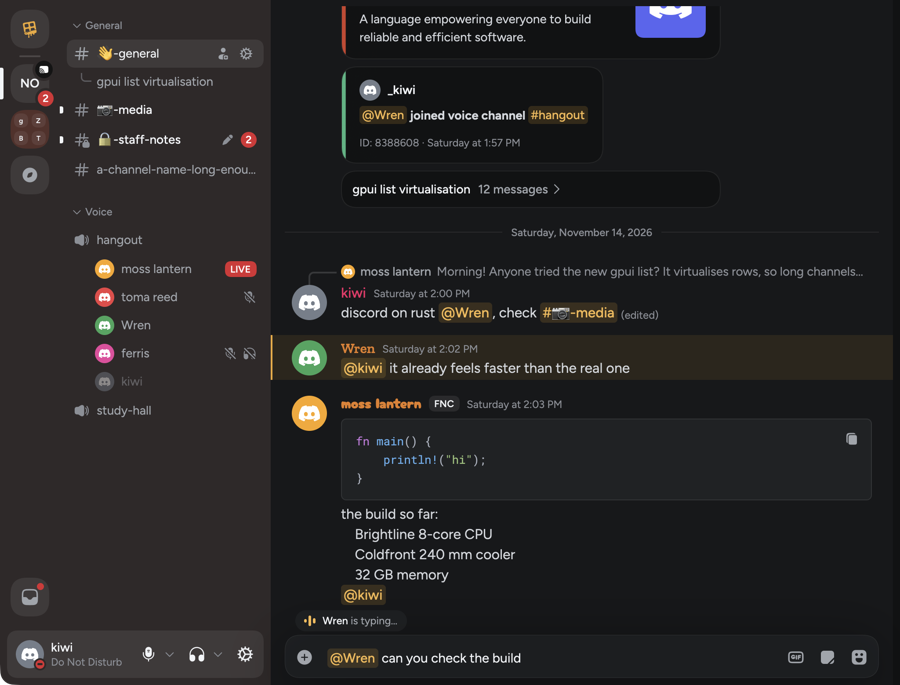 General
👋-general
gpui list virtualisation
NO
2
📷-media
g Z
B T
🔒-staff-notes
2
a-channel-name-long-enou...
Voice
hangout
moss lantern
LIVE
toma reed
Wren
ferris
kiwi
study-hall
kiwi
Do Not Disturb
A language empowering everyone to build
reliable and efficient software.
_kiwi
@Wren joined voice channel #hangout
ID: 8388608 · Saturday at 1:57 PM
gpui list virtualisation 12 messages
Saturday, November 14, 2026
moss lantern Morning! Anyone tried the new gpui list? It virtualises rows, so long channels...
kiwi Saturday at 2:00 PM
discord on rust @Wren, check #📷-media (edited)
Wren Saturday at 2:02 PM
@kiwi it already feels faster than the real one
moss lantern FNC Saturday at 2:03 PM
fn main() {
println!("hi");
}
the build so far:
Brightline 8-core CPU
Coldfront 240 mm cooler
32 GB memory
@kiwi
Wren is typing...
@Wren can you check the build
GIF